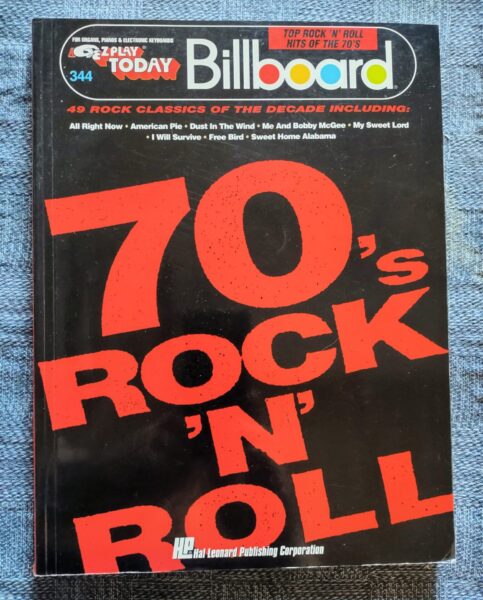 FOR ORGANS, PIANOS & ELECTRONIC KEYBOARDS
E-Z PLAY
TODAY
344
Billboard
TOP ROCK 'N' ROLL
HITS OF THE 70'S
49 ROCK CLASSICS OF THE DECADE INCLUDING:
All Right Now • American Pie • Dust In The Wind • Me And Bobby McGee • My Sweet Lord
• I Will Survive • Free Bird • Sweet Home Alabama
70's
ROCK
'N'
ROLL
HLP Hal Leonard Publishing Corporation